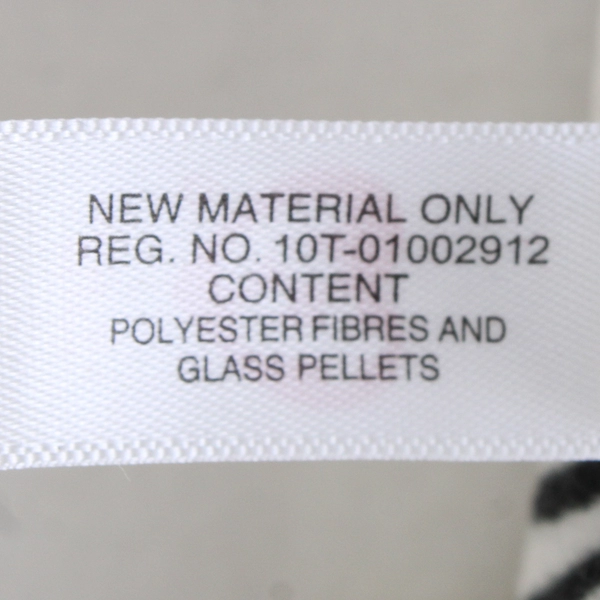 NEW MATERIAL ONLY
REG. NO. 10T-01002912
CONTENT
POLYESTER FIBRES AND
GLASS PELLETS